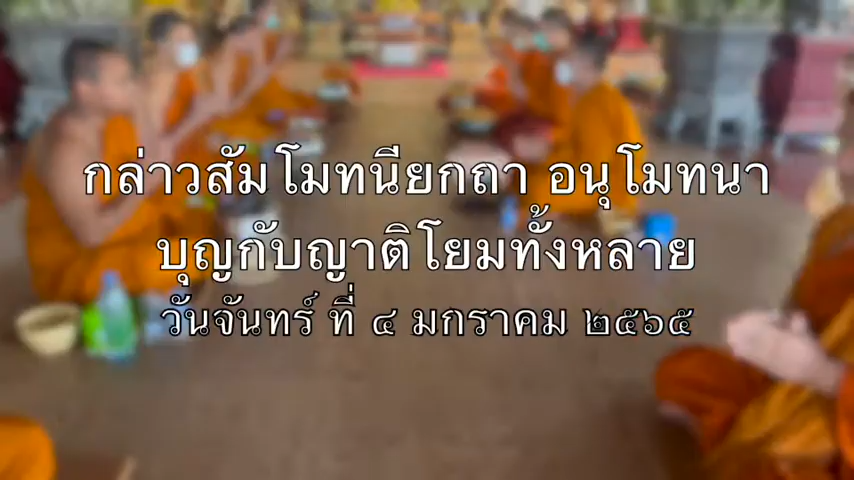 กล่าวสัมโมทนียกถา อนุโมทนา
บุญกับญาติโยมทั้งหลาย
วันจันทร์ ที่ ๔ มกราคม ๒๕๖๕